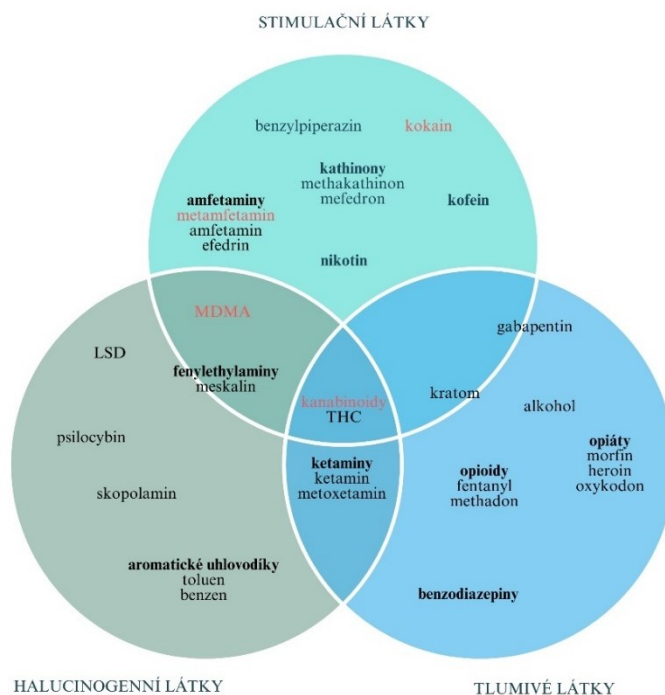 STIMULAČNÍ LÁTKY
benzylpiperazin
kokain
kathinony
methakathinon
mefedron
amfetaminy
metamfetamin
amfetamin
efedrin
kofein
nikotin
MDMA
gabapentin
LSD
fenylethylaminy
meskalin
kanabinoidy
THC
kratom
alkohol
psilocybin
opiáty
morfin
heroin
oxykodon
ketaminy
ketamin
metoxetamin
opioidy
fentanyl
methadon
skopolamin
aromatické uhlovodíky
toluen
benzen
benzodiazepiny
HALUCINOGENNÍ LÁTKY
TLUMIVÉ LÁTKY